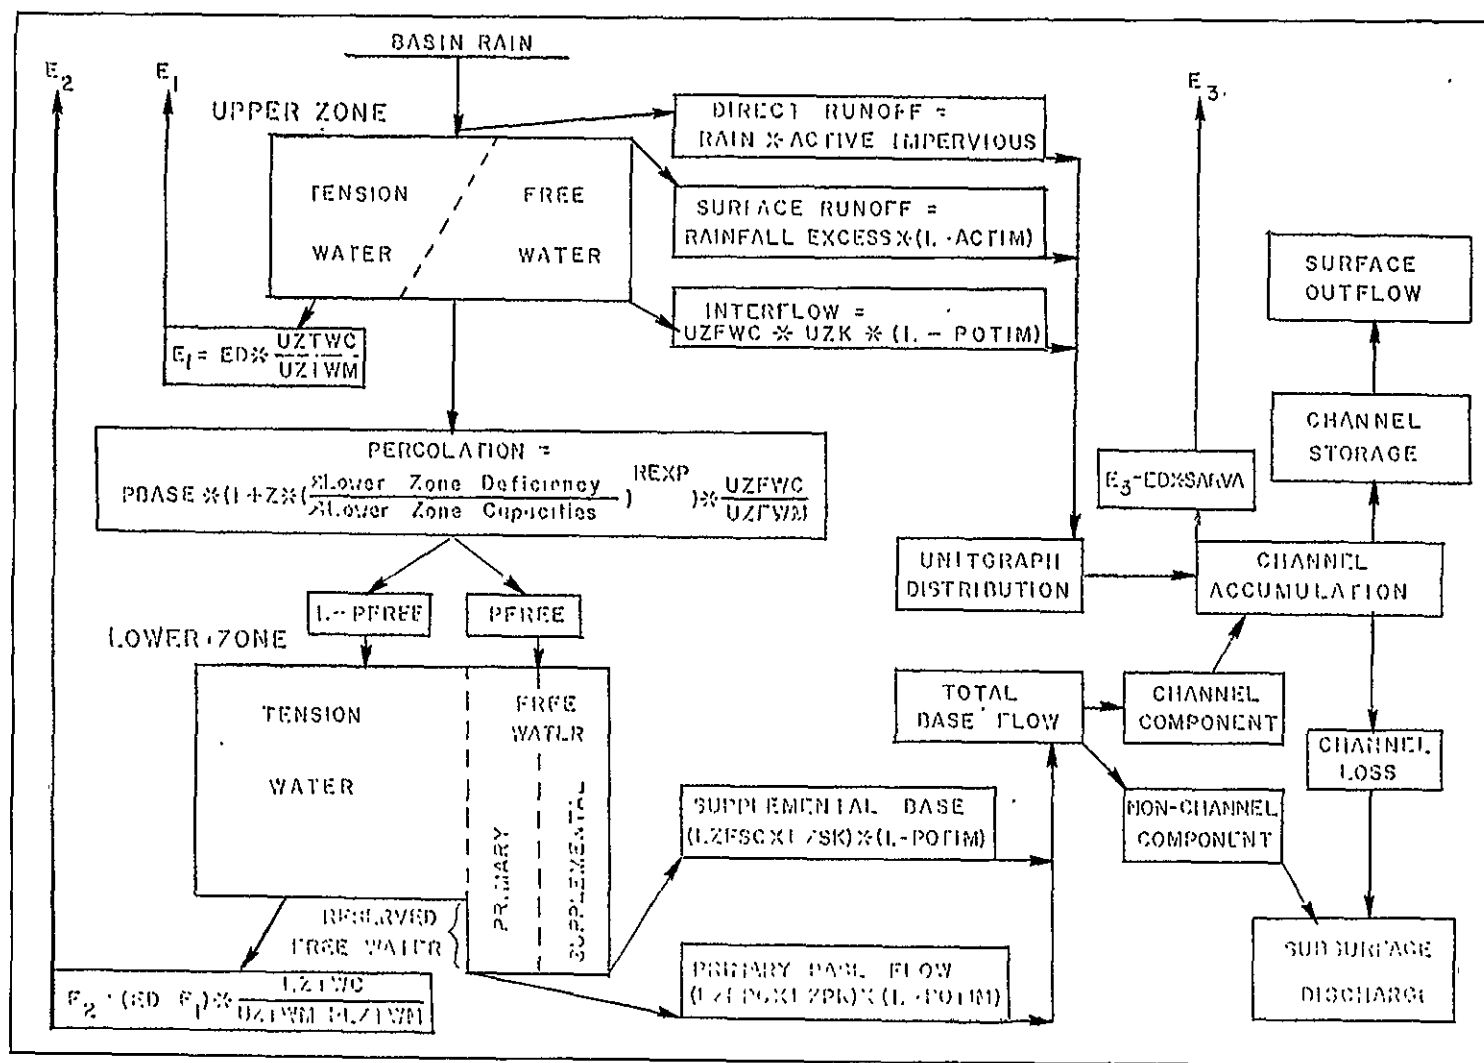 BASIN RAIN
E2
E1
E3.
UPPER ZONE
DIRECT RUNOFF =
RAIN * ACTIVE IMPERVIOUS
TENSION
WATER
FREE
WATER
SURFACE RUNOFF =
RAINFALL EXCESS*(1.-ACTIM)
INTERFLOW =
UZFWC * UZK * (1. - POTIM)
E1 = ED* UZTWC
UZTWM
SURFACE
OUTFLOW
CHANNEL
STORAGE
PERCOLATION =
PBASE *(1+Z*( ΣLower Zone Deficiency
ΣLower Zone Capacities
) REXP )* UZFWC
UZFWM
E3-ED*SARVA
UNITGRAPH
DISTRIBUTION
CHANNEL
ACCUMULATION
1.-PFREE
PFREE
LOWER ZONE
TENSION
WATER
FREE
WATER
PRIMARY
SUPPLEMENTAL
TOTAL
BASE FLOW
CHANNEL
COMPONENT
CHANNEL
LOSS
SUPPLEMENTAL BASE
(LZFSC*LZSK)*(1.-POTIM)
NON-CHANNEL
COMPONENT
RESERVED
FREE WATER
PRIMARY BASE FLOW
(LZFPC*LZPK)*(1.-POTIM)
SUBSURFACE
DISCHARGE
E2 (ED E1)* LZTWC
UZTWM+LZTWM